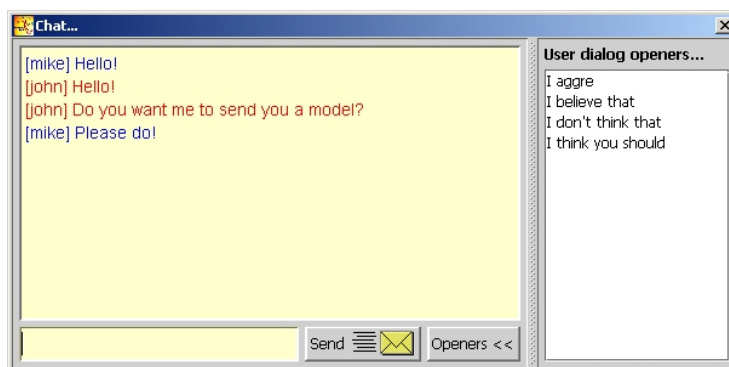 Chat...
[mike] Hello!
[john] Hello!
[john] Do you want me to send you a model?
[mike] Please do!
Send
Openers <<
User dialog openers...
I aggre
I believe that
I don't think that
I think you should